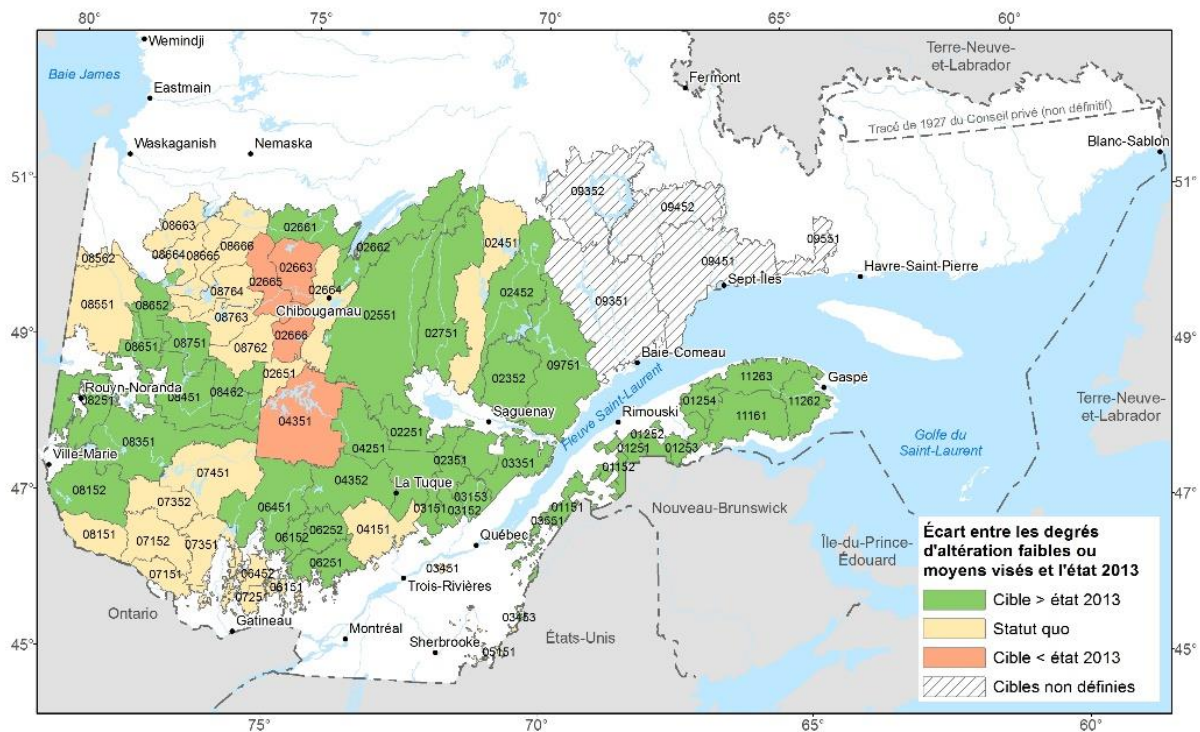 80°
75°
70°
65°
60°
Wemindji
Baie James
Eastmain
Fermont
Terre-Neuve-
et-Labrador
Waskaganish
Nemaska
Tracé de 1927 du Conseil privé (non définitif)
Blanc-Sablon
51°
51°
09352
08663
02661
09452
08666
02662
02451
09551
08562
08664
08665
02663
09451
Havre-Saint-Pierre
02665
02664
Sept-Îles
08764
02452
08551
08652
Chibougamau
02551
09351
08763
02751
49°
49°
08651
08751
02666
08762
09751
Baie-Comeau
02352
Gaspé
02651
11263
Rouyn-Noranda
08251
08451
08462
01254
11262
04351
Saguenay
Rimouski
11161
Terre-Neuve-
et-Labrador
Fleuve Saint-Laurent
02251
01252
08351
04251
01251
01253
Golfe du
Saint-Laurent
Ville-Marie
07451
02351
03351
01152
47°
47°
08152
04352
La Tuque
07352
06451
03153
03151
03152
01151
Nouveau-Brunswick
08151
07152
07351
06152
06252
04151
03551
Québec
Île-du-Prince-
Édouard
07151
06452
06251
03451
06151
07251
Trois-Rivières
Ontario
Gatineau
Montréal
03453
États-Unis
45°
45°
Sherbrooke
05151
Écart entre les degrés
d'altération faibles ou
moyens visés et l'état 2013
Cible > état 2013
Statut quo
Cible < état 2013
Cibles non définies
75°
70°
65°
60°